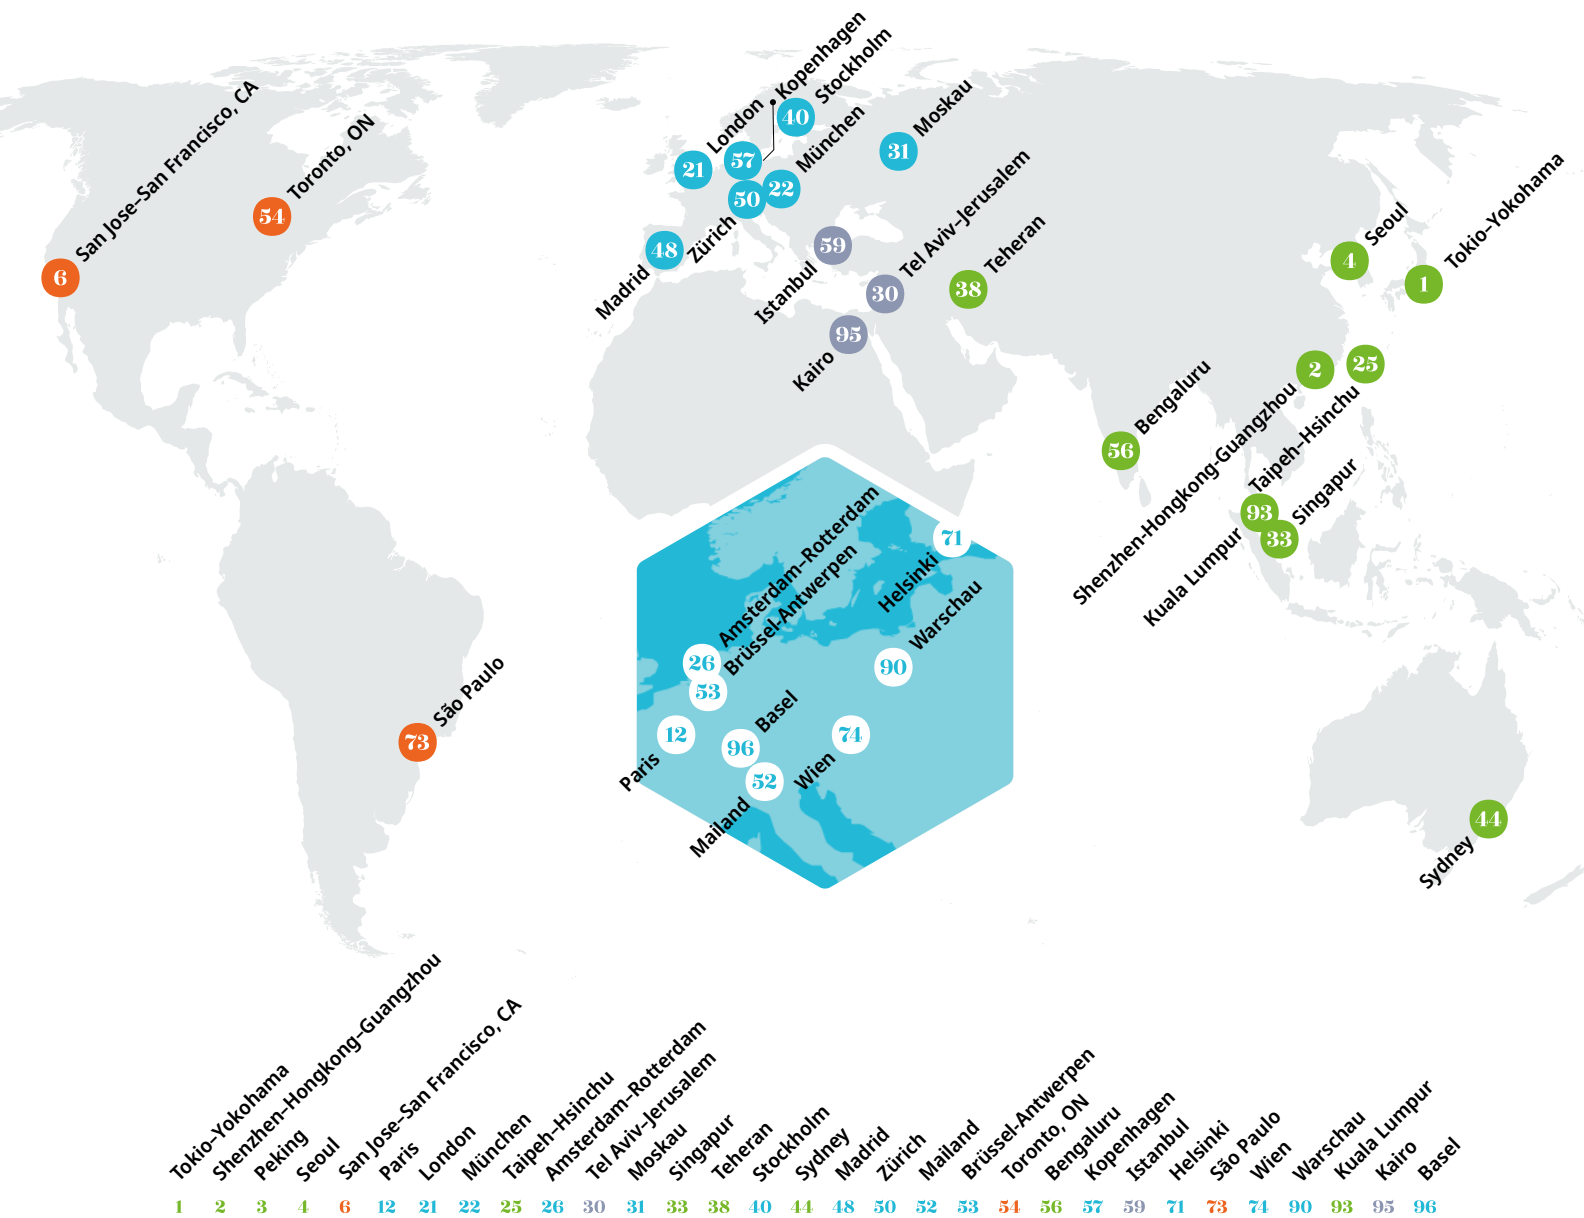 Kopenhagen
Stockholm
London
San Jose–San Francisco, CA
Toronto, ON
München
Moskau
40
57
31
21
22
50
54
Tel Aviv–Jerusalem
Tokio–Yokohama
Seoul
Zürich
48
59
Teheran
6
4
1
Madrid
Istanbul
30
38
95
Kairo
Bengaluru
2
25
Shenzhen-Hongkong-Guangzhou
Taipeh–Hsinchu
56
Singapur
93
33
Kuala Lumpur
Amsterdam–Rotterdam
71
Brüssel-Antwerpen
Helsinki
Warschau
26
53
90
12
Basel
96
74
Paris
52
Wien
Mailand
São Paulo
73
44
Sydney
Tokio–Yokohama
Shenzhen–Hongkong–Guangzhou
Peking
Seoul
San Jose–San Francisco, CA
Paris
London
München
Taipeh–Hsinchu
Amsterdam–Rotterdam
Tel Aviv–Jerusalem
Moskau
Singapur
Teheran
Stockholm
Sydney
Madrid
Zürich
Mailand
Brüssel-Antwerpen
Toronto, ON
Bengaluru
Kopenhagen
Istanbul
Helsinki
São Paulo
Wien
Warschau
Kuala Lumpur
Kairo
Basel
1 2 3 4 6 12 21 22 25 26 30 31 33 38 40 44 48 50 52 53 54 56 57 59 71 73 74 90 93 95 96